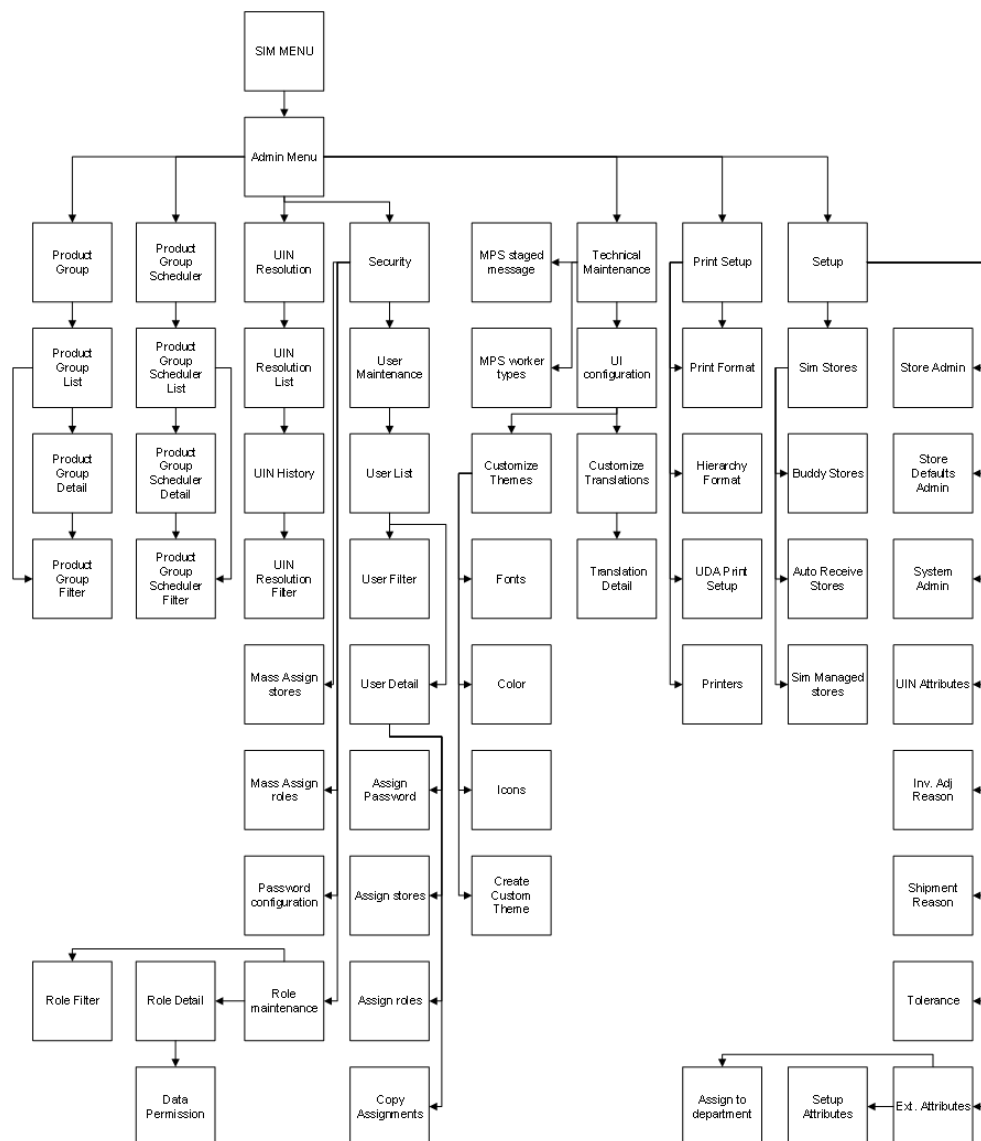 SIM MENU
Admin Menu
Product
Group
Product
Group
Scheduler
UIN
Resolution
Security
MPS staged
message
Technical
Maintenance
Print Setup
Setup
Product
Group
List
Product
Group
Scheduler
List
UIN
Resolution
List
User
Maintenance
MPS worker
types
UI
configuration
Print Format
Sim Stores
Store Admin
Product
Group
Detail
Product
Group
Scheduler
Detail
UIN History
User List
Customize
Themes
Customize
Translations
Hierarchy
Format
Buddy Stores
Store
Defaults
Admin
Product
Group
Filter
Product
Group
Scheduler
Filter
UIN
Resolution
Filter
User Filter
Fonts
Translation
Detail
UDA Print
Setup
Auto Receive
Stores
System
Admin
Mass Assign
stores
User Detail
Color
Printers
Sim Managed
stores
UIN Attributes
Mass Assign
roles
Assign
Password
Icons
Inv. Adj
Reason
Password
configuration
Assign stores
Create
Custom
Theme
Shipment
Reason
Role Filter
Role Detail
Role
maintenance
Assign roles
Tolerance
Data
Permission
Copy
Assignments
Assign to
department
Setup
Attributes
Ext. Attributes